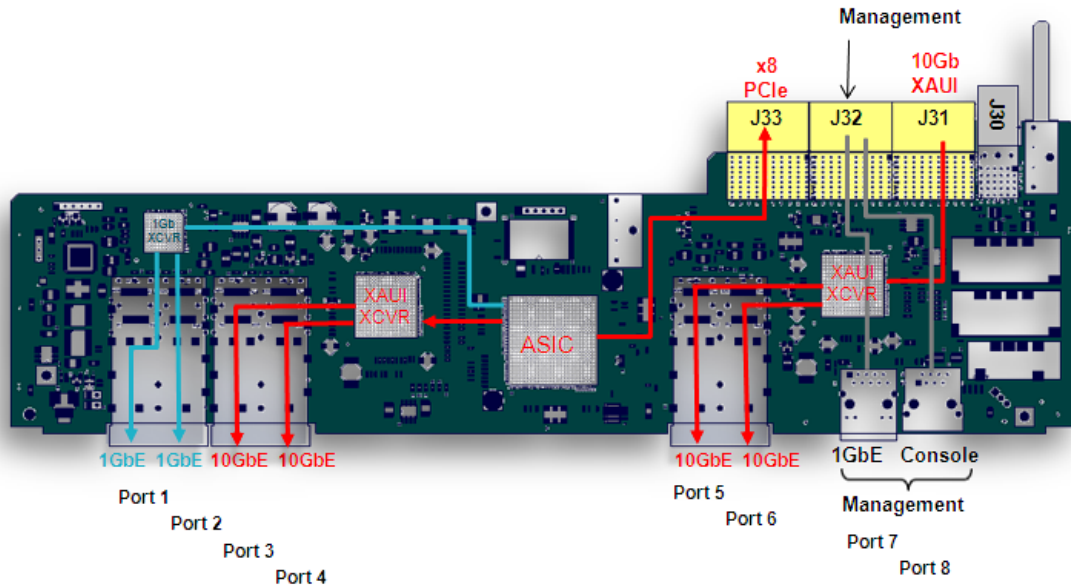 Management
x8
PCIe
10Gb
XAUI
J33
J32
J31
J30
1Gb
XCVR
XAUI
XCVR
ASIC
XAUI
XCVR
1GbE
1GbE
10GbE
10GbE
10GbE
10GbE
1GbE
Console
Management
Port 1
Port 2
Port 3
Port 4
Port 5
Port 6
Port 7
Port 8